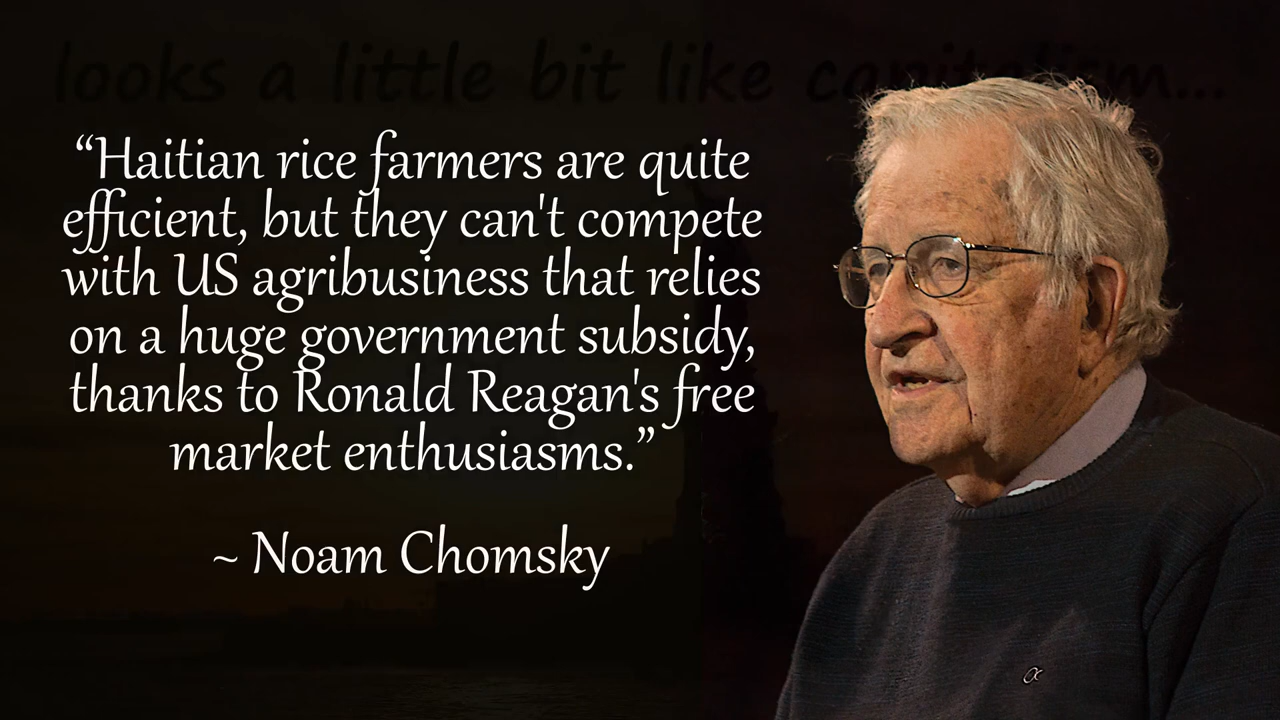 looks a little bit like capitalism...
“Haitian rice farmers are quite
efficient, but they can't compete
with US agribusiness that relies
on a huge government subsidy,
thanks to Ronald Reagan's free
market enthusiasms.”
~ Noam Chomsky